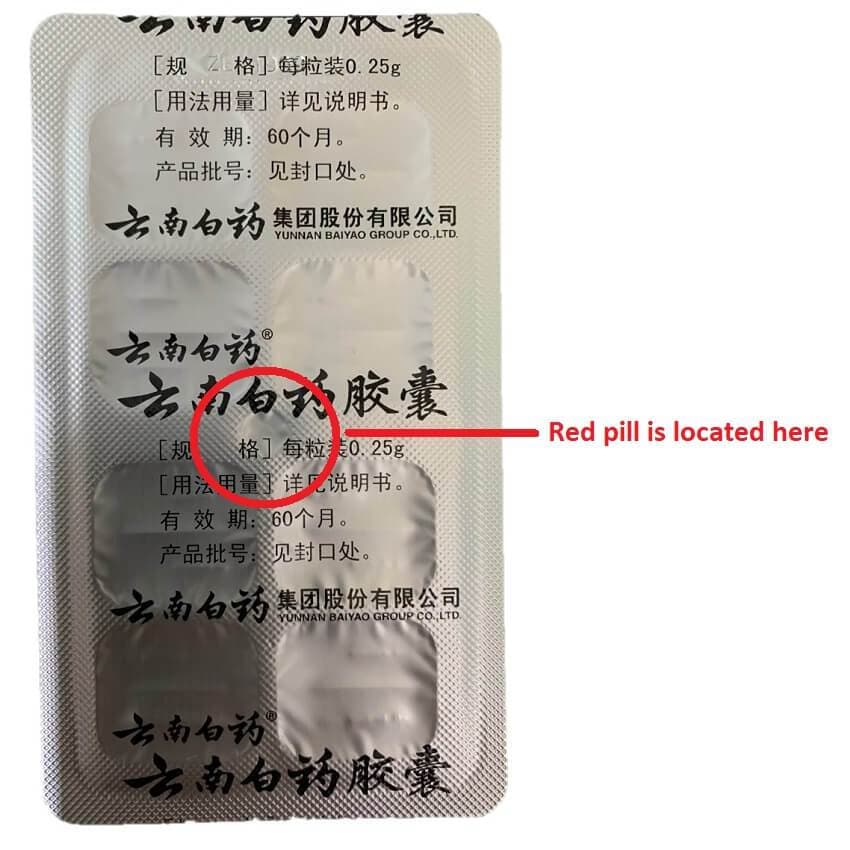 云南白药胶囊
［规 格］每粒装0.25g
［用法用量］详见说明书。
有 效 期：60个月。
产品批号：见封口处。
云南白药 集团股份有限公司
YUNNAN BAIYAO GROUP CO.,LTD.
云南白药®
云南白药胶囊
Red pill is located here
［规 格］每粒装0.25g
［用法用量］详见说明书。
有 效 期：60个月。
产品批号：见封口处。
云南白药 集团股份有限公司
YUNNAN BAIYAO GROUP CO.,LTD.
云南白药®
云南白药胶囊